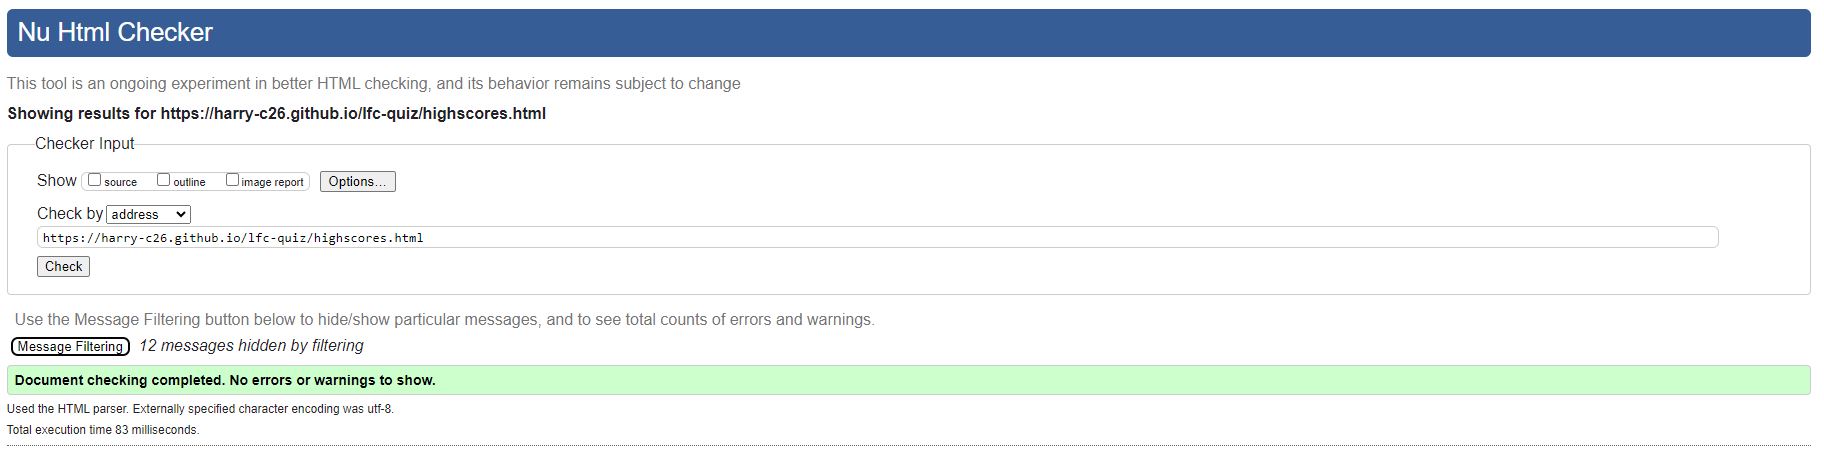 Nu Html Checker
This tool is an ongoing experiment in better HTML checking, and its behavior remains subject to change
Showing results for https://harry-c26.github.io/lfc-quiz/highscores.html
Checker Input
Show source outline image report Options...
Check by address
https://harry-c26.github.io/lfc-quiz/highscores.html
Check
Use the Message Filtering button below to hide/show particular messages, and to see total counts of errors and warnings.
Message Filtering 12 messages hidden by filtering
Document checking completed. No errors or warnings to show.
Used the HTML parser. Externally specified character encoding was utf-8.
Total execution time 83 milliseconds.